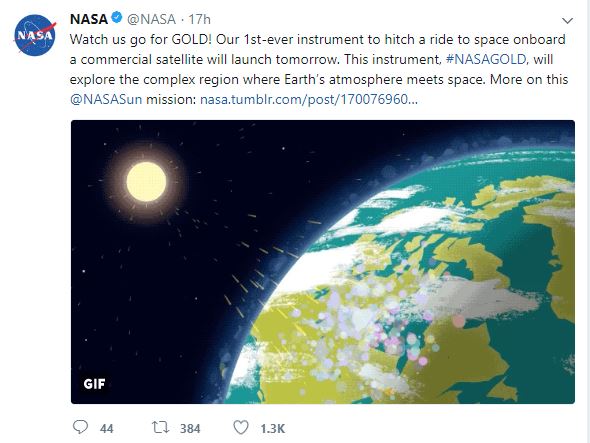 NASA @NASA · 17h
NASA
Watch us go for GOLD! Our 1st-ever instrument to hitch a ride to space onboard
a commercial satellite will launch tomorrow. This instrument, #NASAGOLD, will
explore the complex region where Earth's atmosphere meets space. More on this
@NASASun mission: nasa.tumblr.com/post/170076960...
GIF
44 384 1.3K